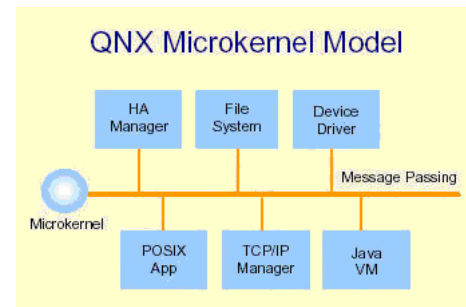 QNX Microkernel Model
HA
Manager
File
System
Device
Driver
Message Passing
Microkernel
POSIX
App
TCP/IP
Manager
Java
VM